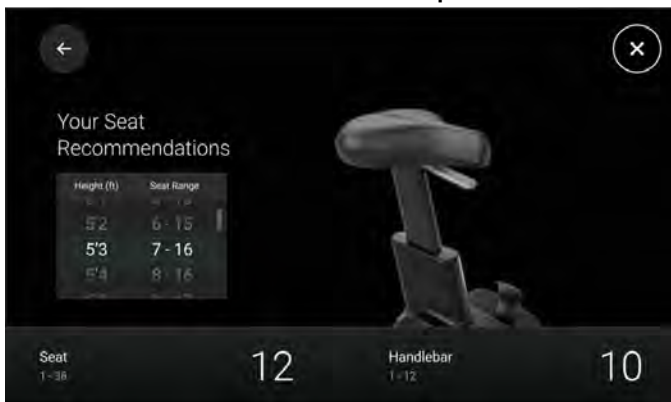 Your Seat
Recommendations
Height (ft) Seat Range
5'2 6 - 15
5'3 7 - 16
5'4 8 - 16
Seat 12
1 - 38
Handlebar 10
1 - 12